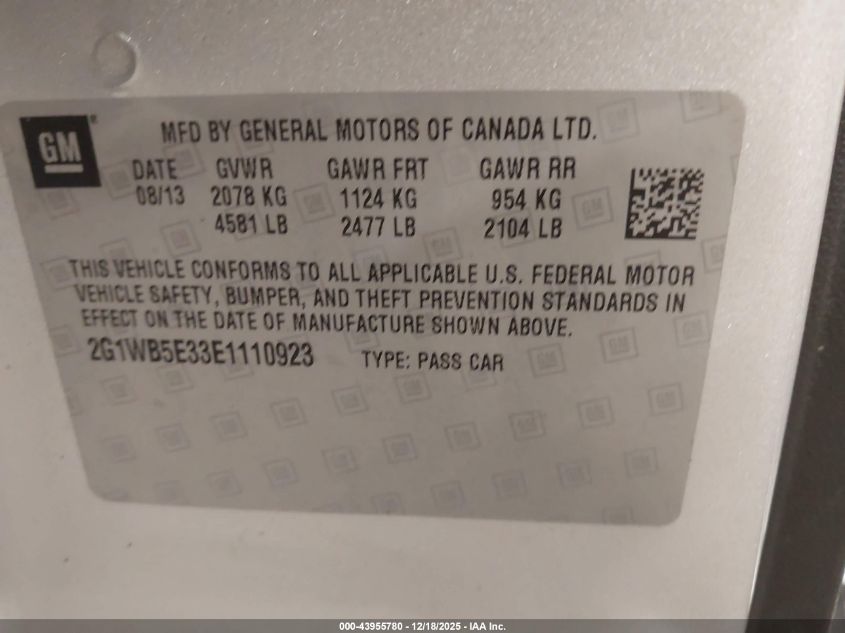 GM
MFD BY GENERAL MOTORS OF CANADA LTD.
DATE GVWR GAWR FRT GAWR RR
08/13 2078 KG 1124 KG 954 KG
4581 LB 2477 LB 2104 LB
THIS VEHICLE CONFORMS TO ALL APPLICABLE U.S. FEDERAL MOTOR
VEHICLE SAFETY, BUMPER, AND THEFT PREVENTION STANDARDS IN
EFFECT ON THE DATE OF MANUFACTURE SHOWN ABOVE.
2G1WB5E33E1110923 TYPE: PASS CAR
000-43955780 - 12/18/2025 - IAA Inc.